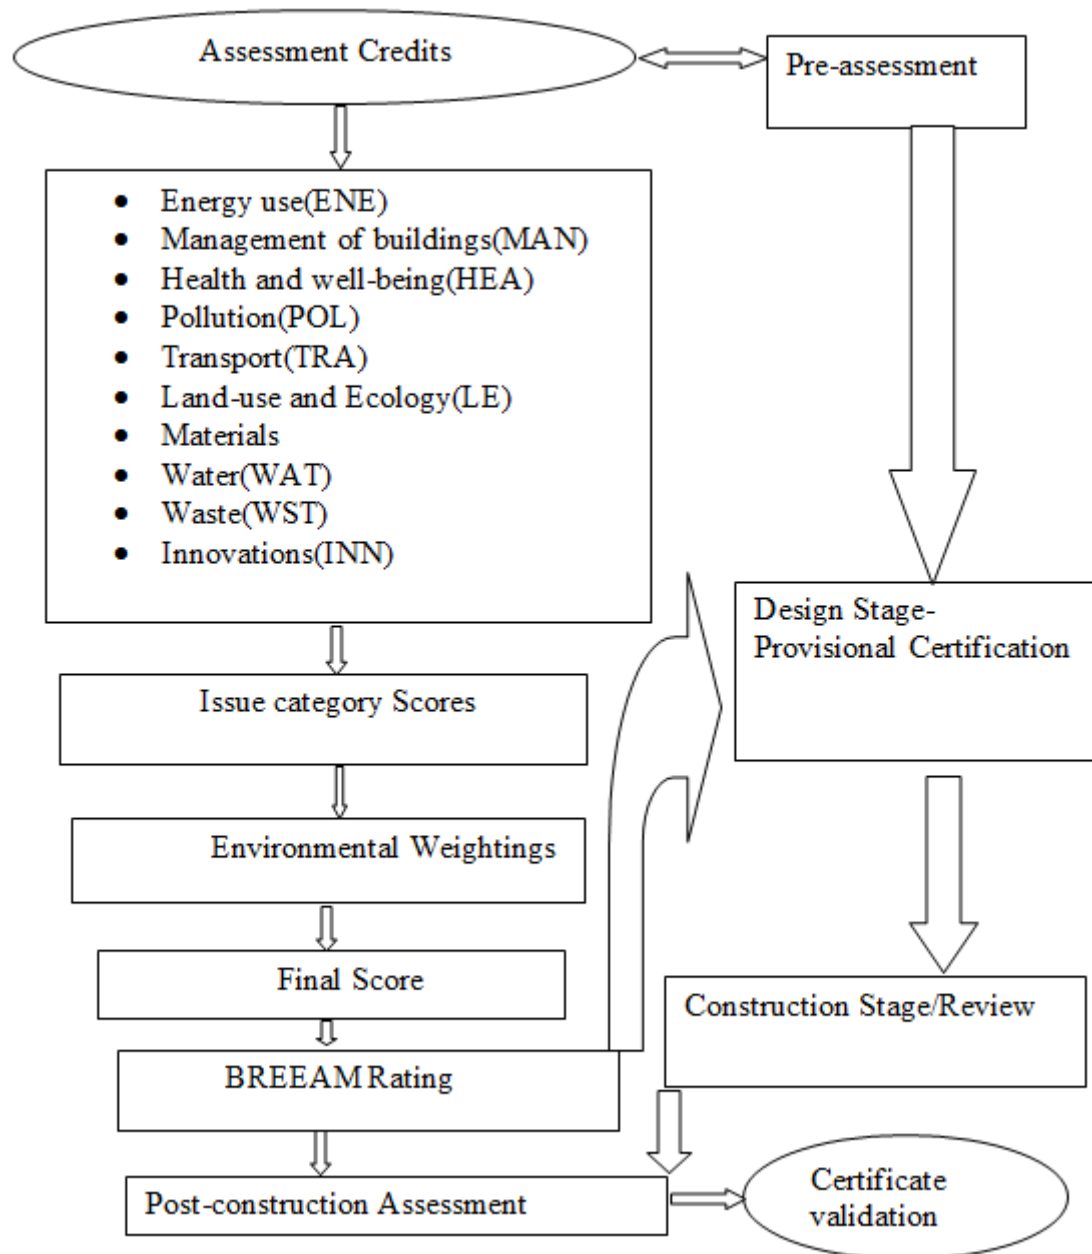 Assessment Credits
Pre-assessment
• Energy use(ENE)
• Management of buildings(MAN)
• Health and well-being(HEA)
• Pollution(POL)
• Transport(TRA)
• Land-use and Ecology(LE)
• Materials
• Water(WAT)
• Waste(WST)
• Innovations(INN)
Design Stage-
Provisional Certification
Issue category Scores
Environmental Weightings
Final Score
Construction Stage/Review
BREEAM Rating
Post-construction Assessment
Certificate
validation